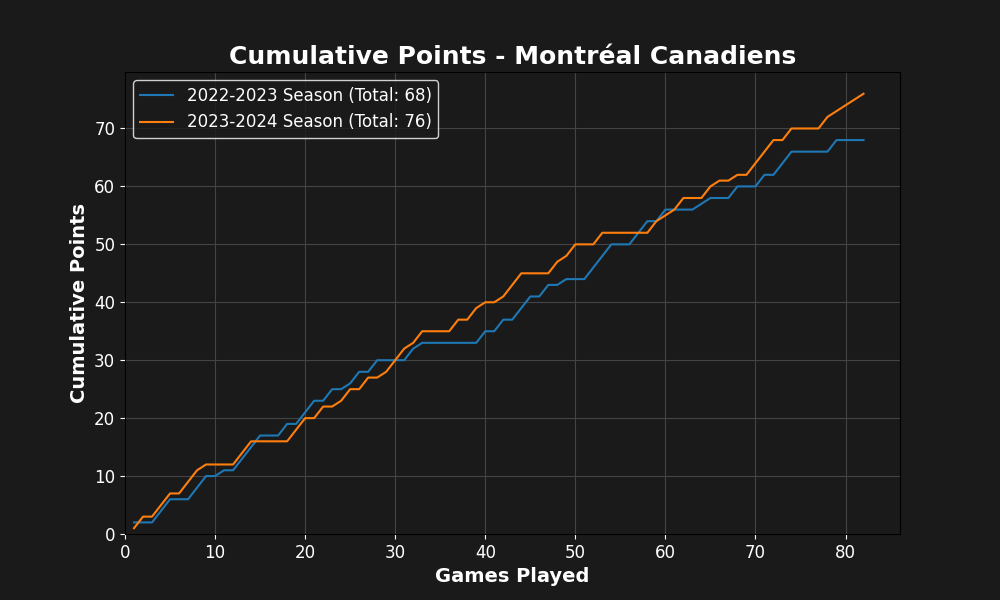 Cumulative Points - Montréal Canadiens
2022-2023 Season (Total: 68)
2023-2024 Season (Total: 76)
Cumulative Points
70
60
50
40
30
20
10
0
0 10 20 30 40 50 60 70 80
Games Played